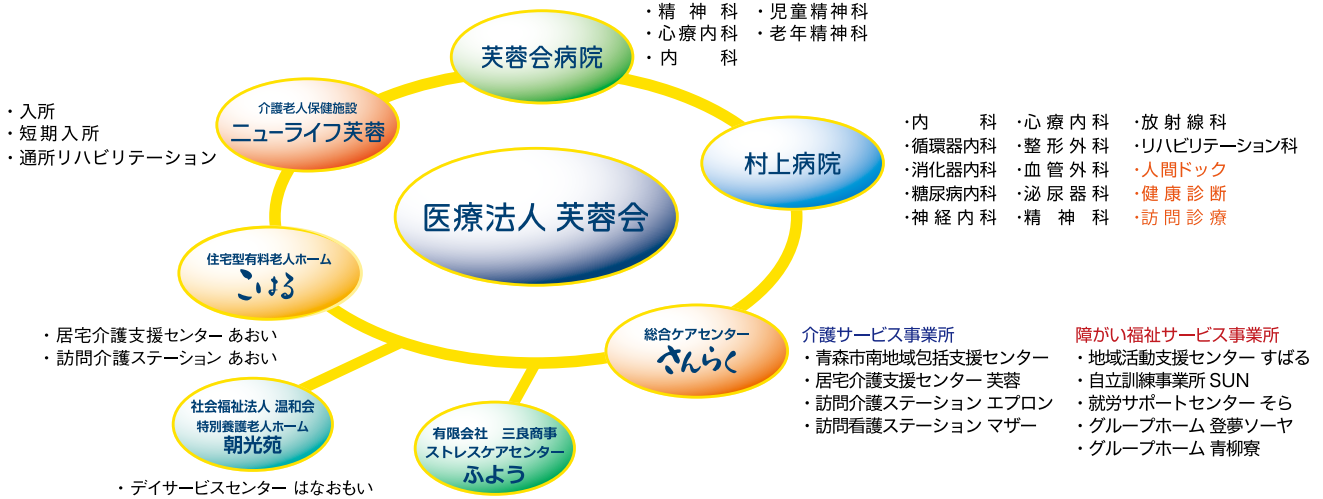 ・精神科 ・児童精神科
・心療内科 ・老年精神科
・内科
芙蓉会病院
介護老人保健施設
ニューライフ芙蓉
・入所
・短期入所
・通所リハビリテーション
村上病院
・内科 ・心療内科 ・放射線科
・循環器内科 ・整形外科 ・リハビリテーション科
・消化器内科 ・血管外科 ・人間ドック
・糖尿病内科 ・泌尿器科 ・健康診断
・神経内科 ・精神科 ・訪問診療
医療法人 芙蓉会
住宅型有料老人ホーム
こはる
・居宅介護支援センター あおい
・訪問介護ステーション あおい
総合ケアセンター
さんらく
介護サービス事業所
・青森市南地域包括支援センター
・居宅介護支援センター 芙蓉
・訪問介護ステーション エプロン
・訪問看護ステーション マザー
障がい福祉サービス事業所
・地域活動支援センター すばる
・自立訓練事業所 SUN
・就労サポートセンター そら
・グループホーム 登夢ソーヤ
・グループホーム 青柳寮
社会福祉法人 温和会
特別養護老人ホーム
朝光苑
・デイサービスセンター はなおもい
有限会社 三良商事
ストレスケアセンター
ふよう